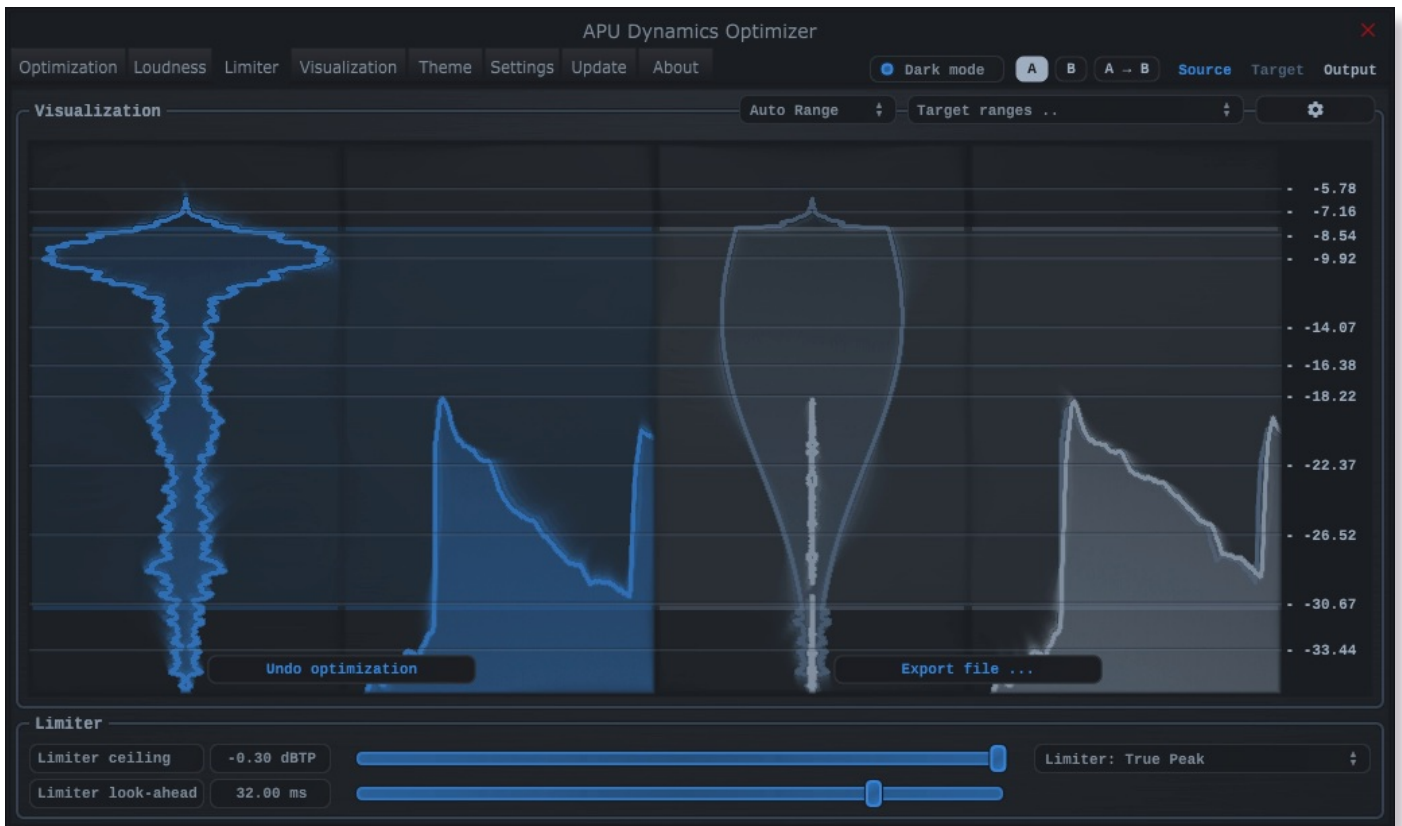 APU Dynamics Optimizer
Optimization Loudness Limiter Visualization Theme Settings Update About Dark mode A B A → B Source Target Output
Visualization Auto Range Target ranges ..
- -5.78
- -7.16
- -8.54
- -9.92
- -14.07
- -16.38
- -18.22
- -22.37
- -26.52
- -30.67
- -33.44
Undo optimization Export file ...
Limiter
Limiter ceiling -0.30 dBTP Limiter: True Peak
Limiter look-ahead 32.00 ms